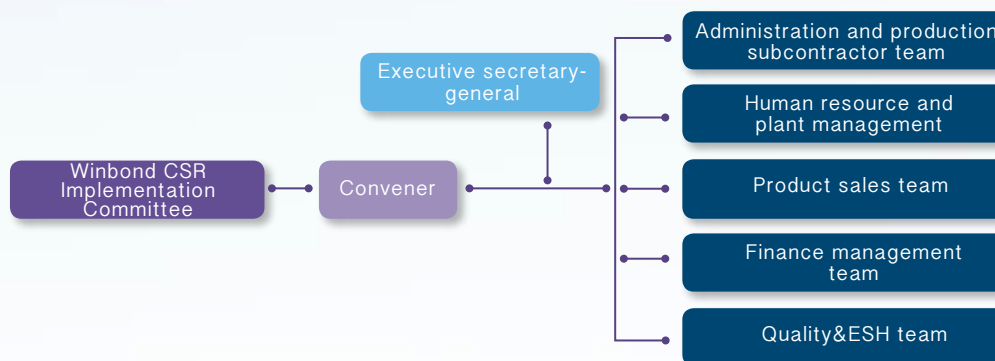 Administration and production
subcontractor team
Executive secretary-
general
Human resource and
plant management
Winbond CSR
Implementation
Committee
Convener
Product sales team
Finance management
team
Quality&ESH team